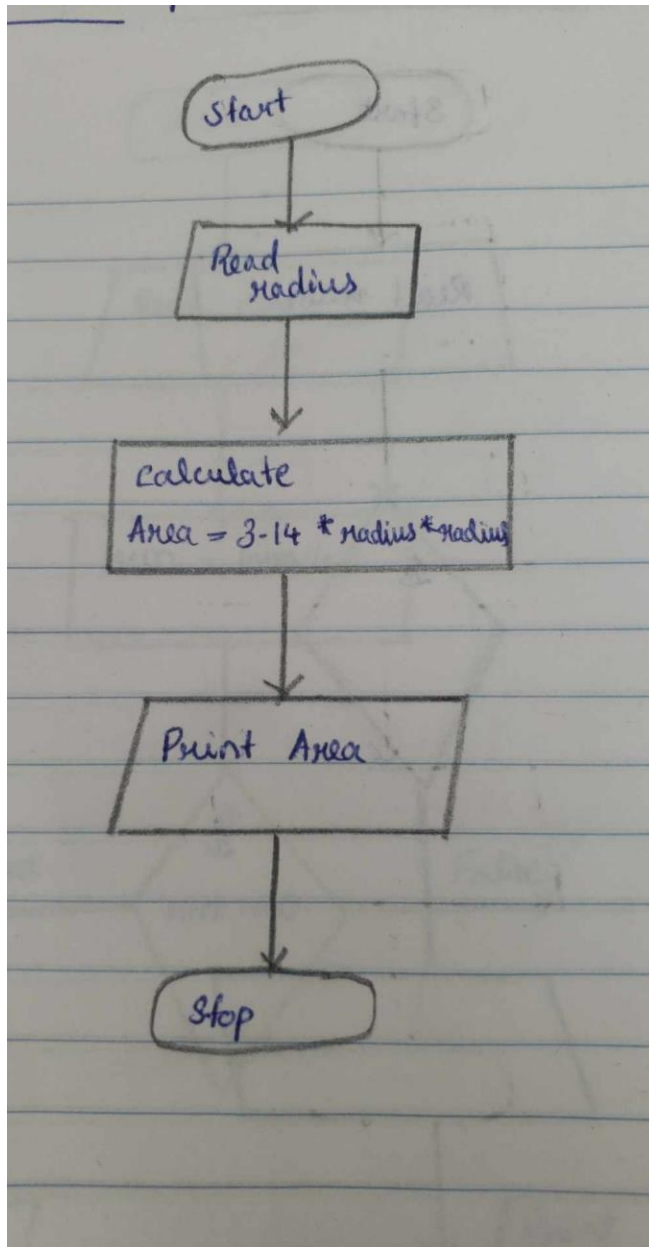 Start
Read
radius
calculate
Area = 3.14 * radius * radius
Print Area
Stop